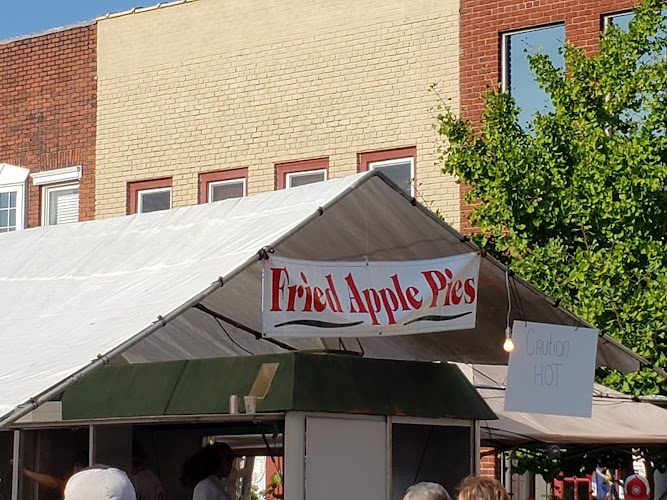 Fried Apple Pies
Caution
HOT